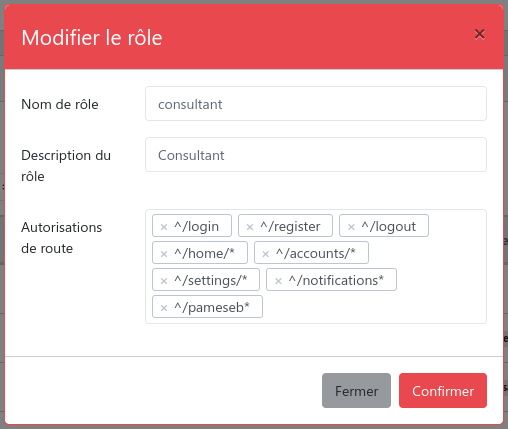 Modifier le rôle ×
Nom de rôle consultant
Description du rôle Consultant
Autorisations de route
× ^/login × ^/register × ^/logout
× ^/home/* × ^/accounts/*
× ^/settings/* × ^/notifications*
× ^/pameseb*
Fermer Confirmer